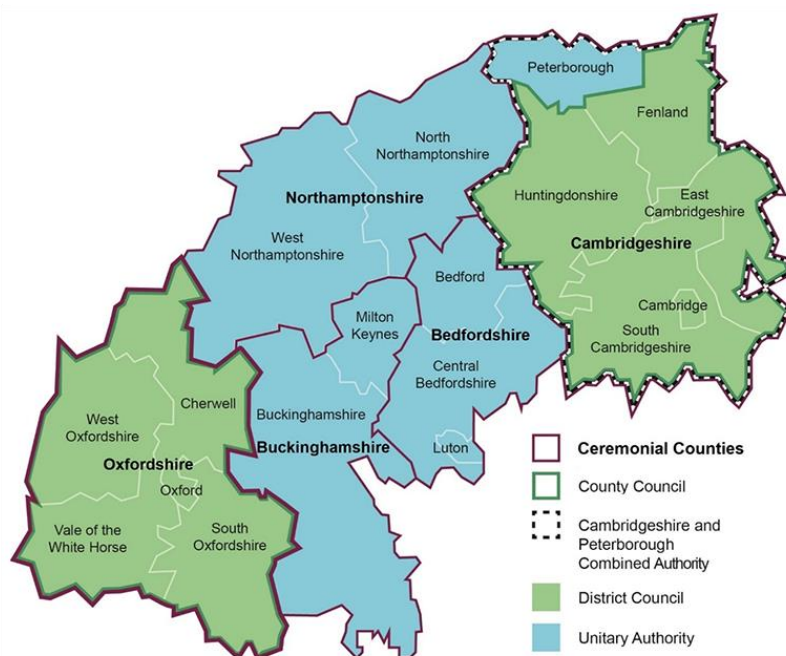 Peterborough
Fenland
North
Northamptonshire
Huntingdonshire
East
Cambridgeshire
Northamptonshire
West
Northamptonshire
Cambridgeshire
Bedford
Cambridge
Milton
Keynes
Bedfordshire
South
Cambridgeshire
Central
Bedfordshire
Cherwell
West
Oxfordshire
Buckinghamshire
Buckinghamshire
Luton
Oxfordshire
Oxford
Vale of the
White Horse
South
Oxfordshire
Ceremonial Counties
County Council
Cambridgeshire and
Peterborough
Combined Authority
District Council
Unitary Authority